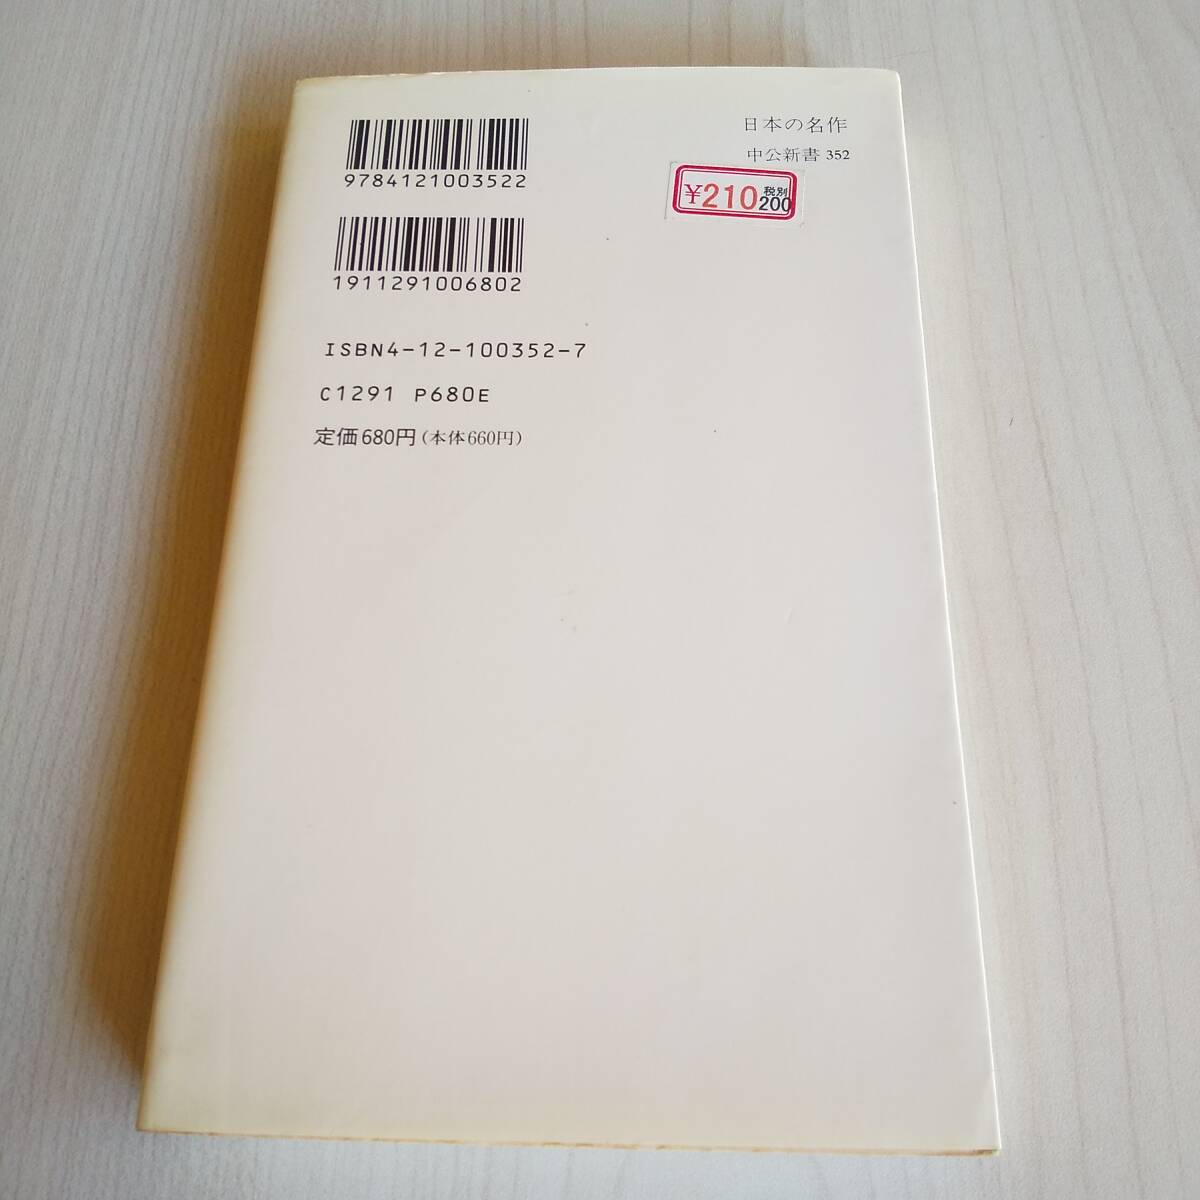 日本の名作
中公新書 352
¥210 税別 200
9784121003522
1911291006802
ISBN4-12-100352-7
C1291 P680E
定価680円(本体660円)